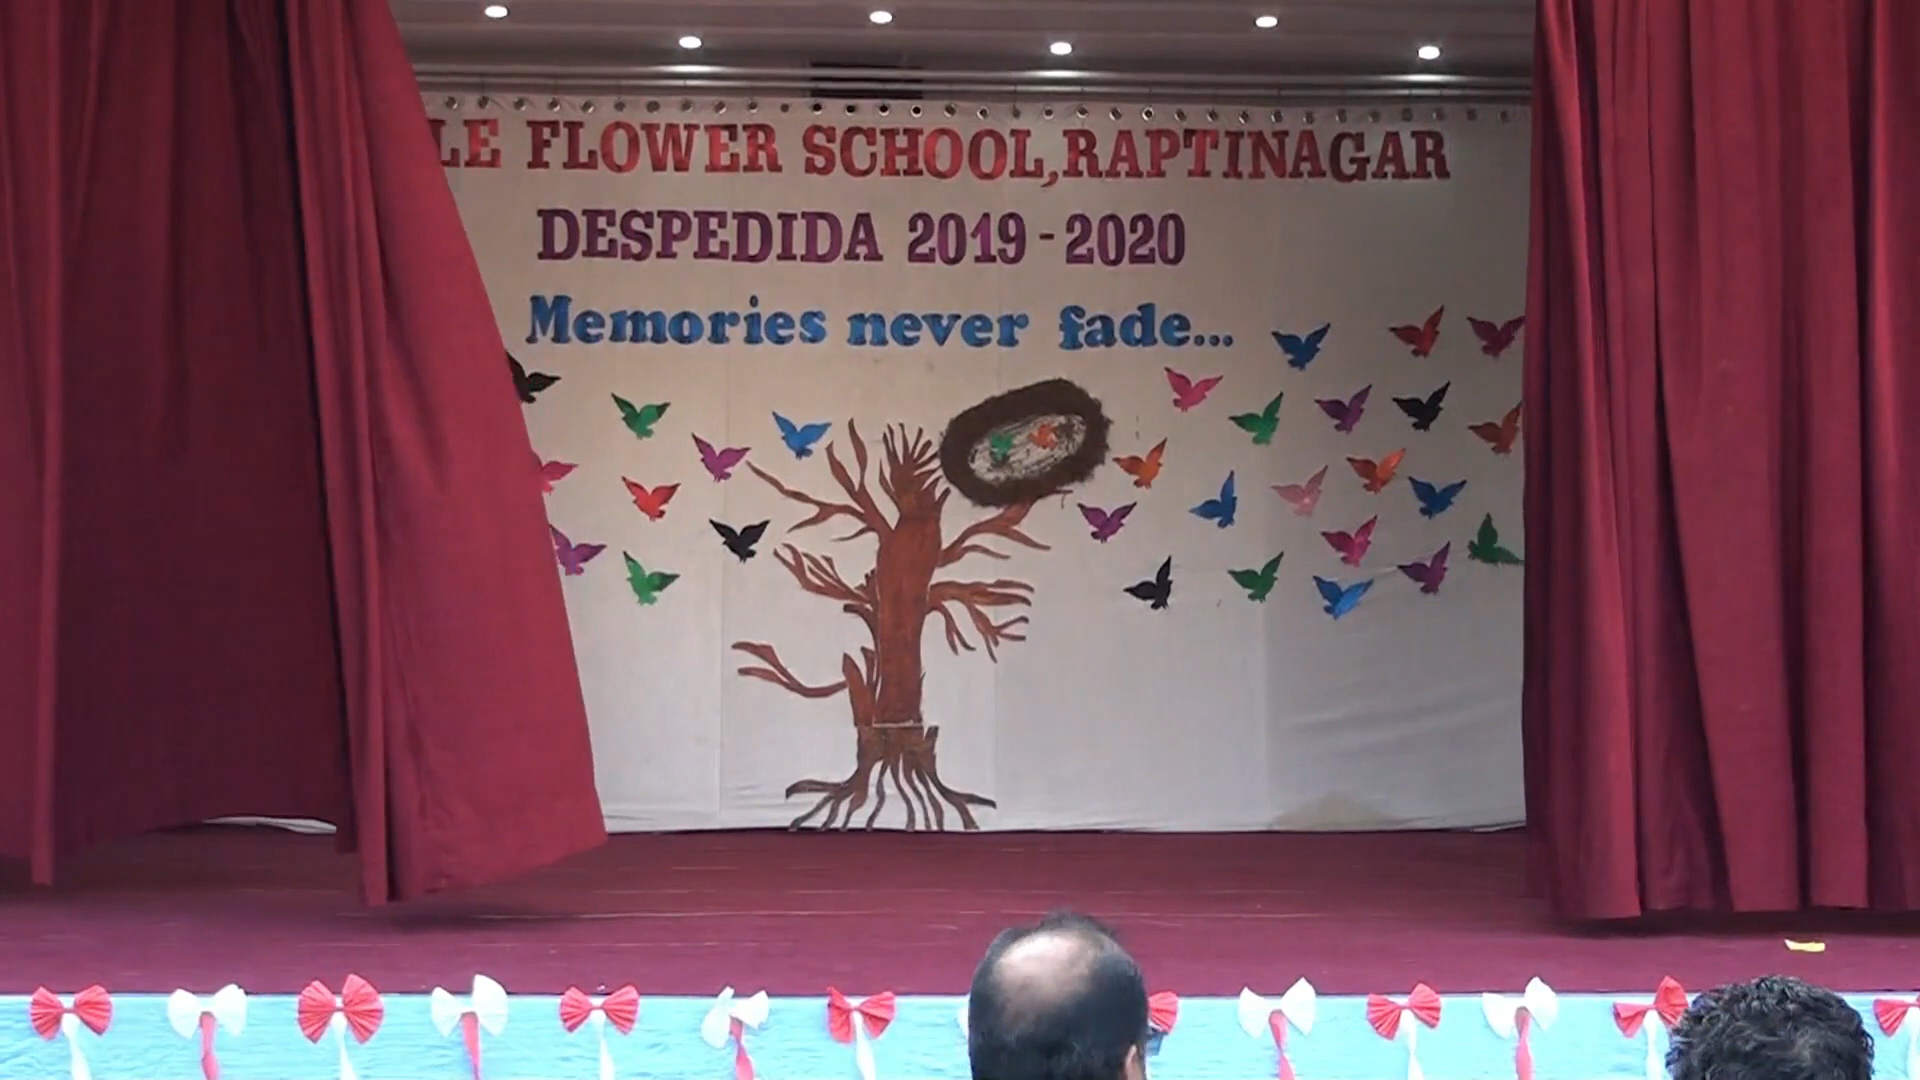 LE FLOWER SCHOOL,RAPTINAGAR
DESPEDIDA 2019-2020
Memories never fade...